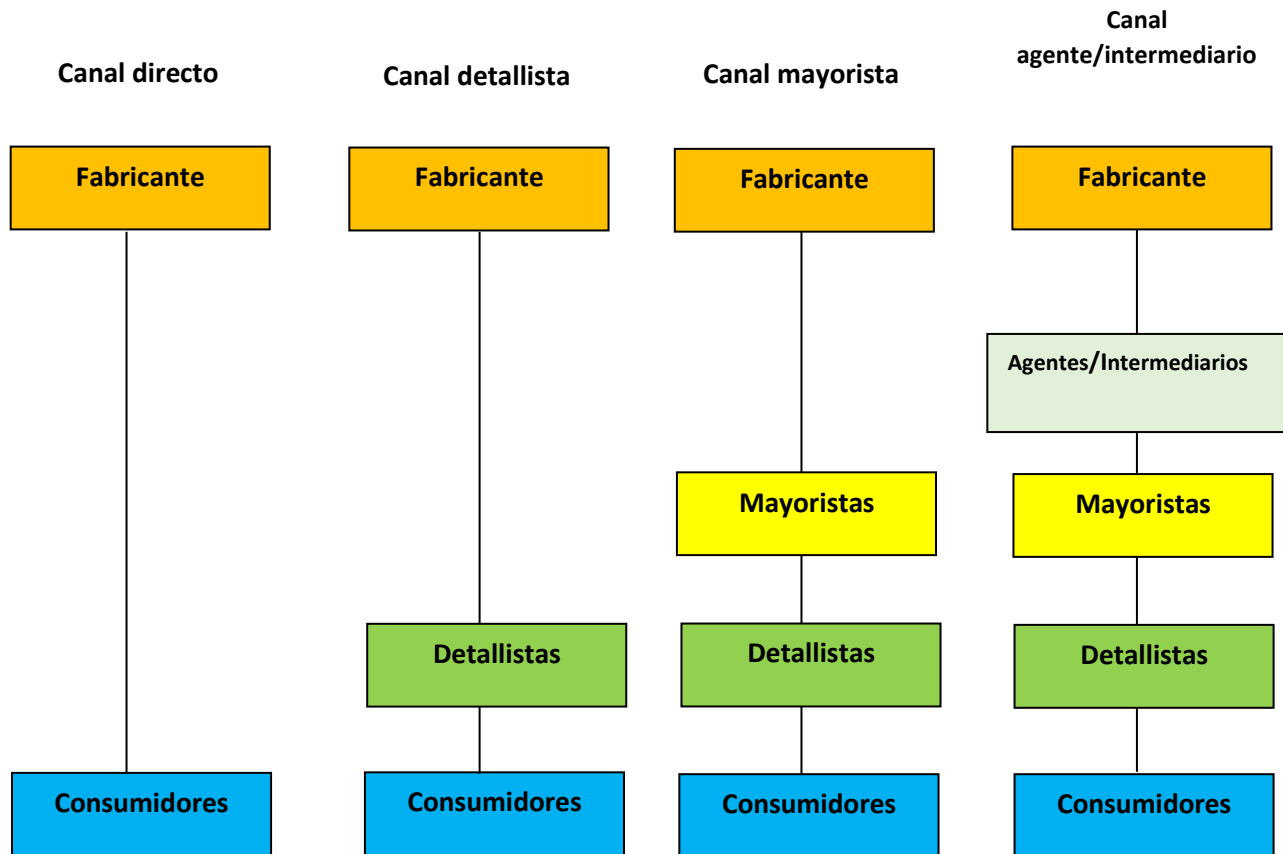 Canal directo
Canal detallista
Canal mayorista
Canal
agente/intermediario
Fabricante
Fabricante
Fabricante
Fabricante
Agentes/Intermediarios
Mayoristas
Mayoristas
Detallistas
Detallistas
Detallistas
Consumidores
Consumidores
Consumidores
Consumidores